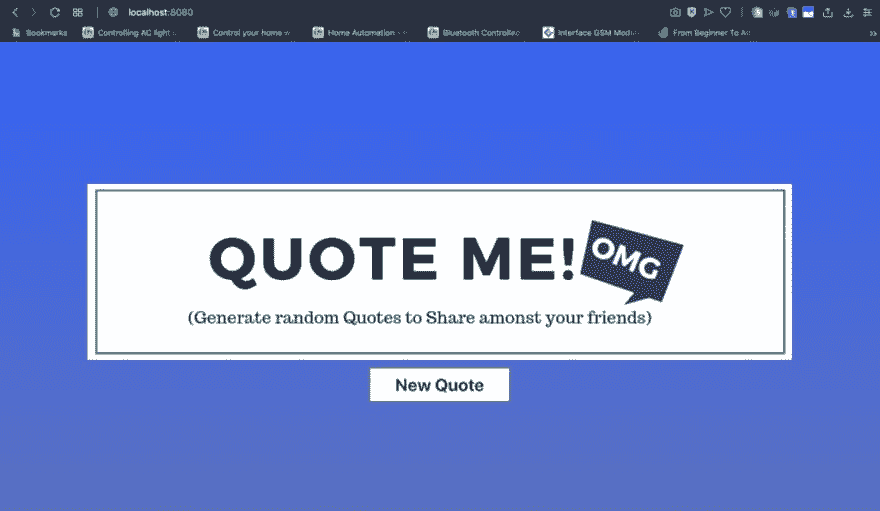 localhost:8080
Bookmarks Controlling AC light Control your home w Home Automation - Bluetooth Controlle Interface GSM Modu From Beginner To A
QUOTE ME! OMG
(Generate random Quotes to Share amonst your friends)
New Quote